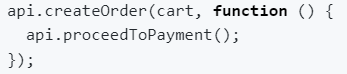 api.createOrder(cart, function () {
  api.proceedToPayment();
});